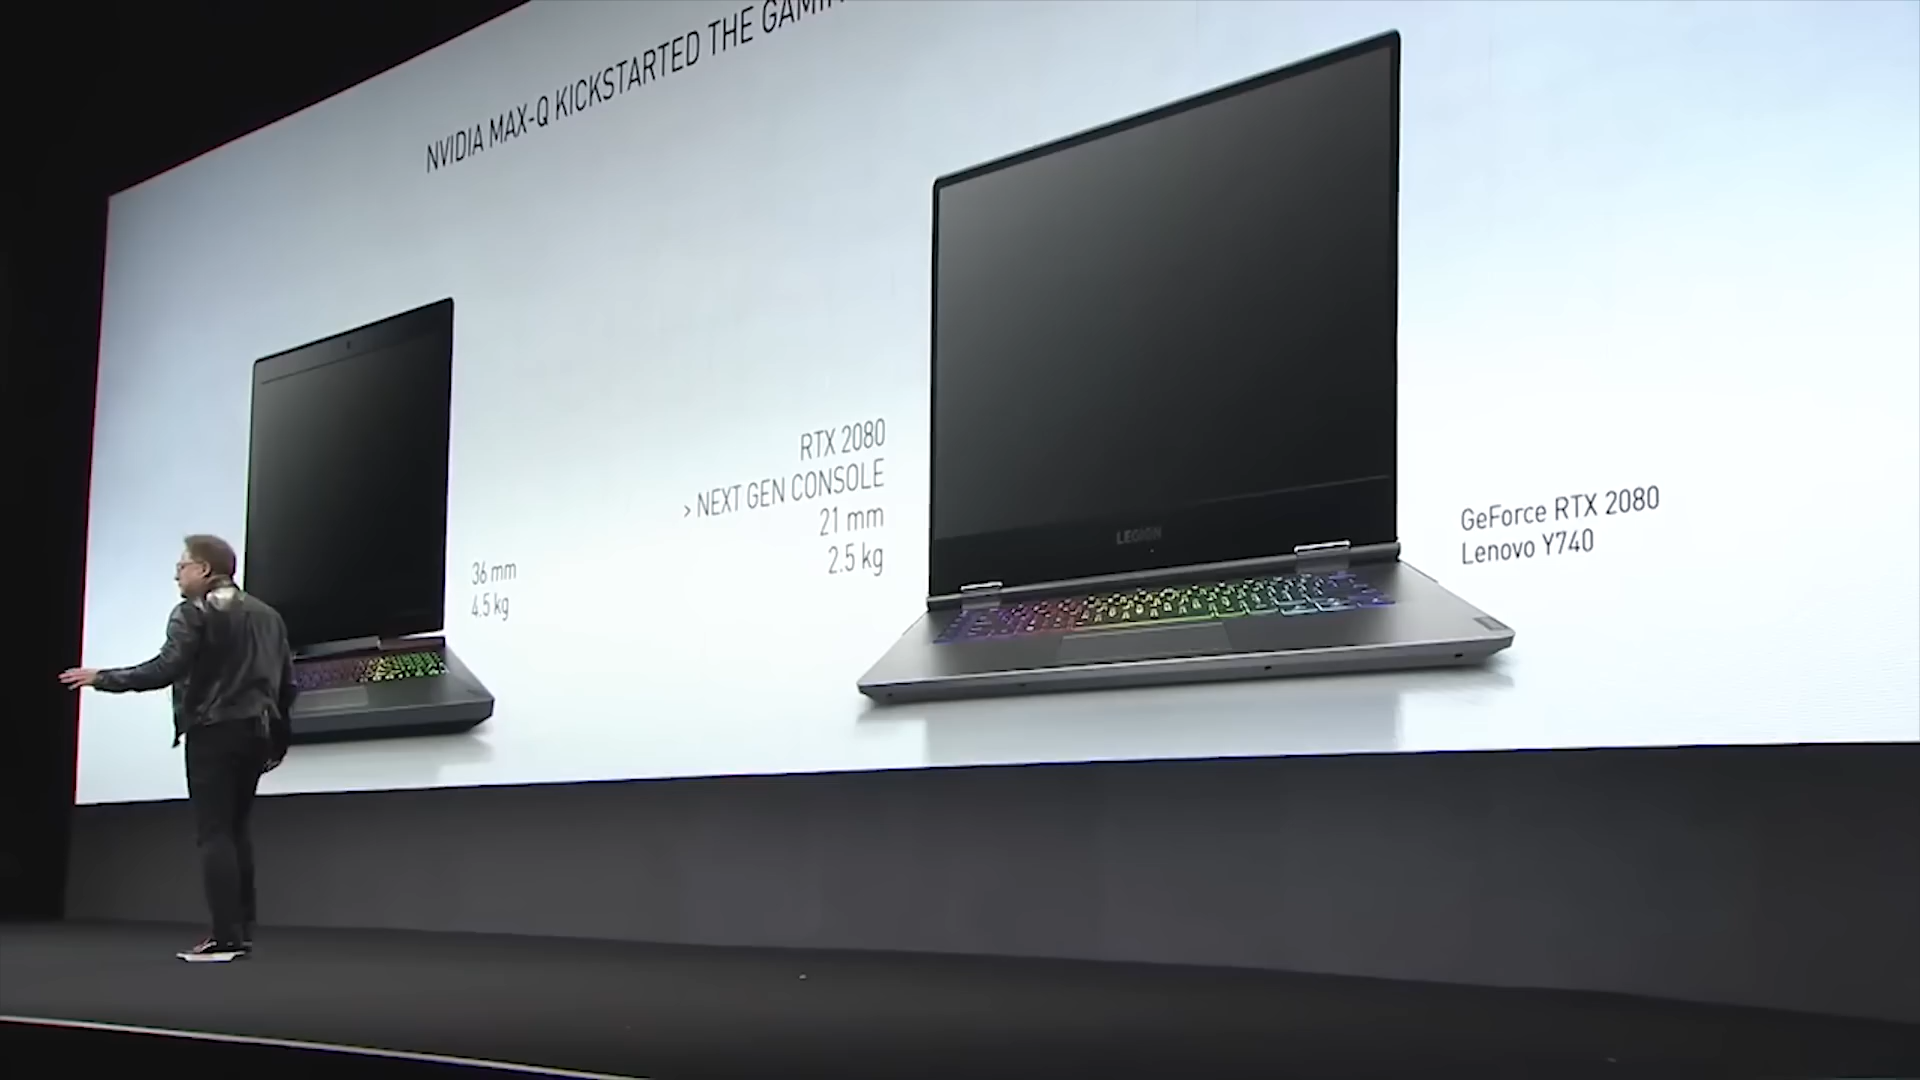 NVIDIA MAX-Q KICKSTARTED THE GAMIN
36 mm
4.5 kg
RTX 2080
> NEXT GEN CONSOLE
21 mm
2.5 kg
LEGION
GeForce RTX 2080
Lenovo Y740